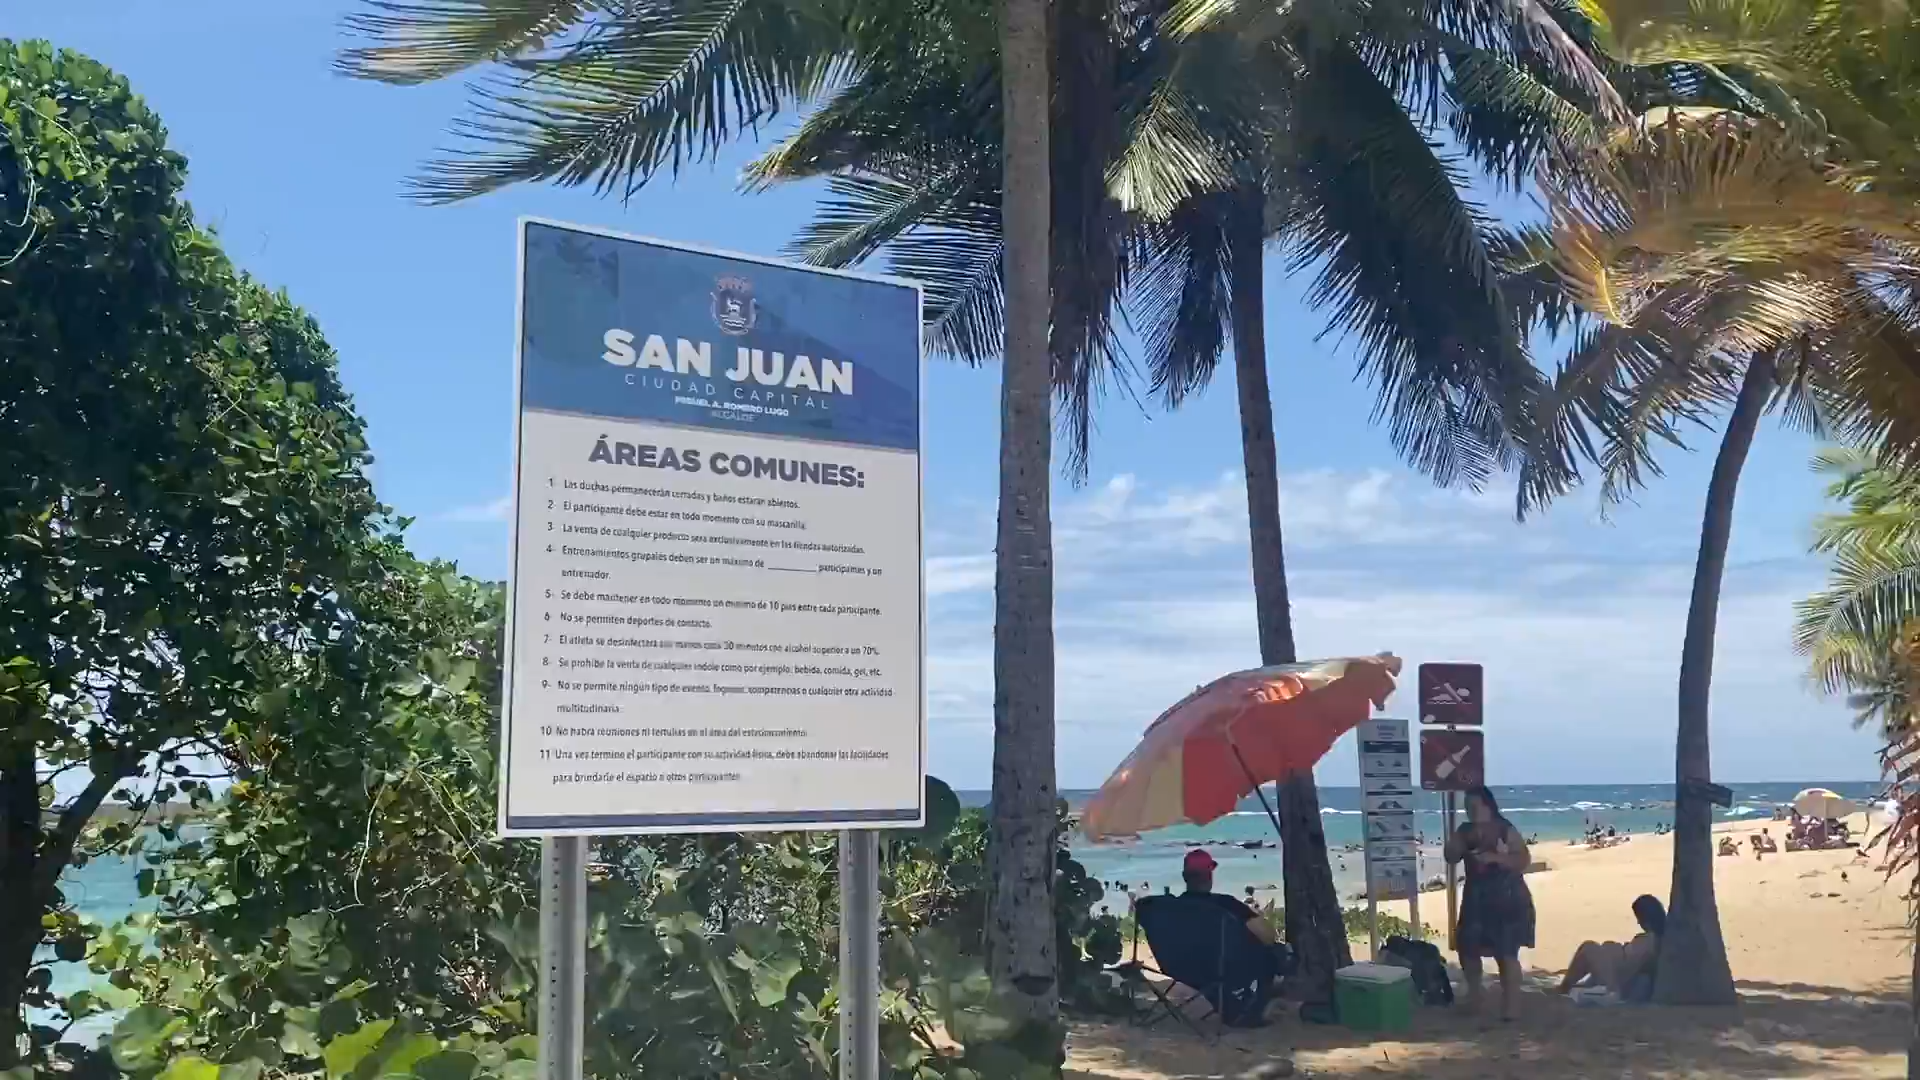 SAN JUAN
CIUDAD CAPITAL
MIGUEL A. ROMERO LUGO
ALCALDE
ÁREAS COMUNES:
1- Las duchas permanecerán cerradas y baños estarán abiertos.
2- El participante debe estar en todo momento con su mascarilla.
3- La venta de cualquier producto será exclusivamente en las tiendas autorizadas.
4- Entrenamientos grupales deben ser un máximo de __________ participantes y un
entrenador.
5- Se debe mantener en todo momento un mínimo de 10 pias entre cada participante.
6- No se permiten deportes de contacto.
7- El atleta se desinfectará sus manos cada 30 minutos con alcohol superior a un 70%.
8- Se prohíbe la venta de cualquier índole como por ejemplo: bebida, comida, gel, etc.
9- No se permite ningún tipo de evento, fogueos, competencias o cualquier otra actividad
multitudinaria.
10- No habrá reuniones ni tertulias en el área del estacionamiento.
11- Una vez termine el participante con su actividad física, debe abandonar las facilidades
para brindarle el espacio a otros participantes.